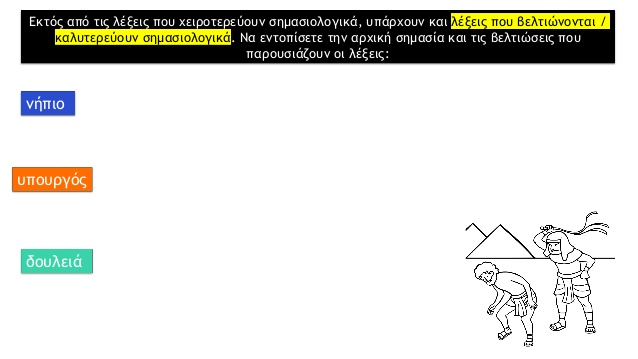 Εκτός από τις λέξεις που χειροτερεύουν σημασιολογικά, υπάρχουν και λέξεις που βελτιώνονται /
καλυτερεύουν σημασιολογικά. Να εντοπίσετε την αρχική σημασία και τις βελτιώσεις που
παρουσιάζουν οι λέξεις:
νήπιο
υπουργός
δουλειά